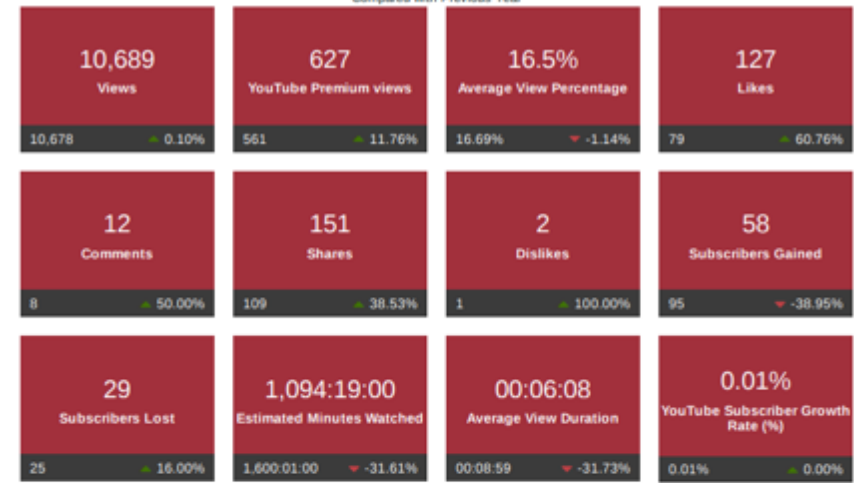 Compared with Previous Year
10,689
Views
10,678 0.10%
627
YouTube Premium views
561 11.76%
16.5%
Average View Percentage
16.69% -1.14%
127
Likes
79 60.76%
12
Comments
8 50.00%
151
Shares
109 38.53%
2
Dislikes
1 100.00%
58
Subscribers Gained
95 -38.95%
29
Subscribers Lost
25 16.00%
1,094:19:00
Estimated Minutes Watched
1,600:01:00 -31.61%
00:06:08
Average View Duration
00:08:59 -31.73%
0.01%
YouTube Subscriber Growth
Rate (%)
0.01% 0.00%